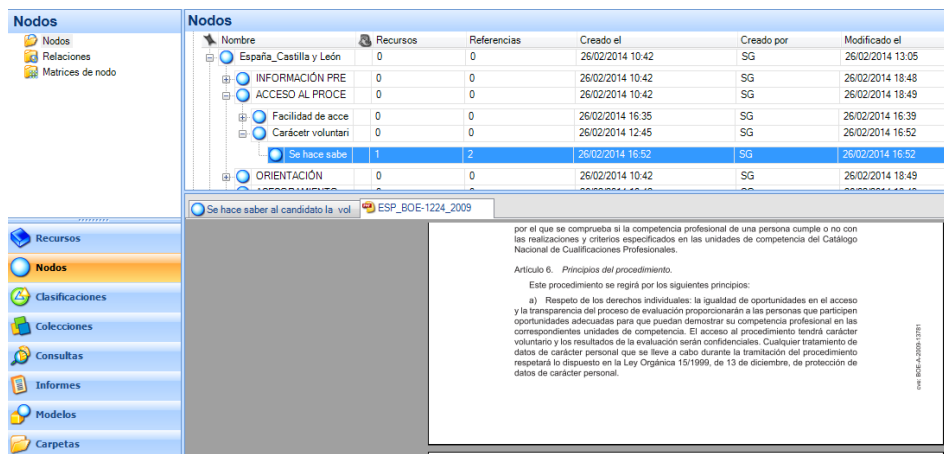 Nodos
Nodos
Relaciones
Matrices de nodo
Recursos
Nodos
Clasificaciones
Colecciones
Consultas
Informes
Modelos
Carpetas
Nodos
Nombre Recursos Referencias Creado el Creado por Modificado el
España_Castilla y León 0 0 26/02/2014 10:42 SG 26/02/2014 13:05
INFORMACIÓN PRE 0 0 26/02/2014 10:42 SG 26/02/2014 18:48
ACCESO AL PROCE 0 0 26/02/2014 10:42 SG 26/02/2014 18:49
Facilidad de acce 0 0 26/02/2014 16:35 SG 26/02/2014 16:39
Carácetr voluntari 0 0 26/02/2014 12:45 SG 26/02/2014 16:52
Se hace sabe 1 2 26/02/2014 16:52 SG 26/02/2014 16:52
ORIENTACIÓN 0 0 26/02/2014 10:42 SG 26/02/2014 18:49
Se hace saber al candidato la vol ESP_BOE-1224_2009
por el que se comprueba si la competencia profesional de una persona cumple o no con
las realizaciones y criterios especificados en las unidades de competencia del Catálogo
Nacional de Cualificaciones Profesionales.
Artículo 6. Principios del procedimiento.
Este procedimiento se regirá por los siguientes principios:
a) Respeto de los derechos individuales: la igualdad de oportunidades en el acceso
y la transparencia del proceso de evaluación proporcionarán a las personas que participen
oportunidades adecuadas para que puedan demostrar su competencia profesional en las
correspondientes unidades de competencia. El acceso al procedimiento tendrá carácter
voluntario y los resultados de la evaluación serán confidenciales. Cualquier tratamiento de
datos de carácter personal que se lleve a cabo durante la tramitación del procedimiento
respetará lo dispuesto en la Ley Orgánica 15/1999, de 13 de diciembre, de protección de
datos de carácter personal.
cve: BOE-A-2009-13781